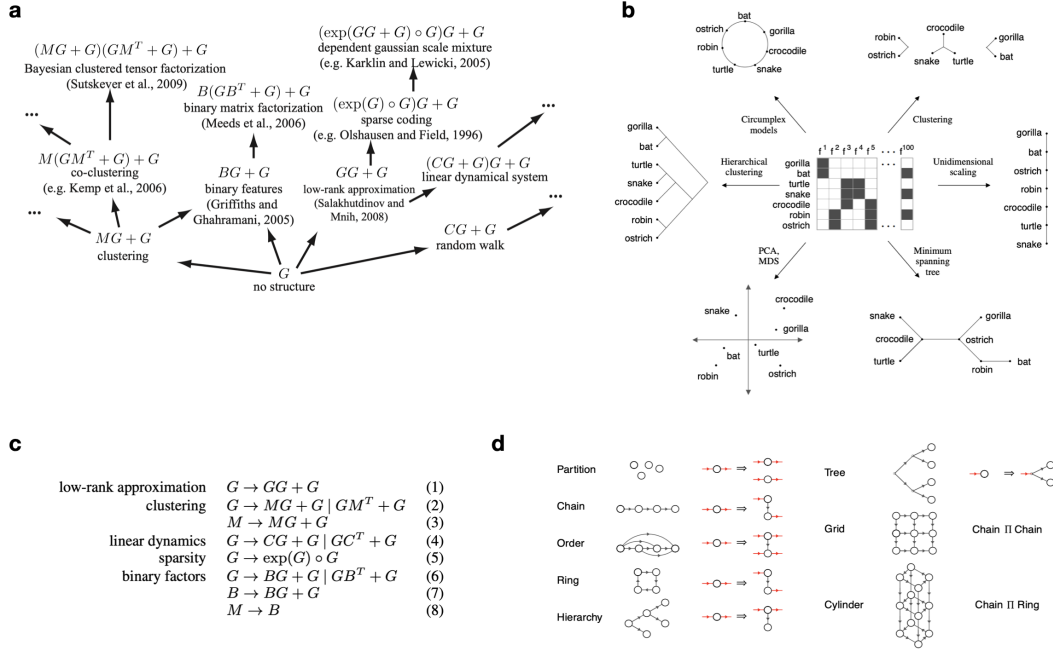 a
(MG + G)(GM^T + G) + G
Bayesian clustered tensor factorization
(Sutskever et al., 2009)
(exp(GG + G) ∘ G)G + G
dependent gaussian scale mixture
(e.g. Karklin and Lewicki, 2005)
B(GB^T + G) + G
binary matrix factorization
(Meeds et al., 2006)
(exp(G) ∘ G)G + G
sparse coding
(e.g. Olshausen and Field, 1996)
...
...
M(GM^T + G) + G
co-clustering
(e.g. Kemp et al., 2006)
BG + G
binary features
(Griffiths and
Ghahramani, 2005)
GG + G
low-rank approximation
(Salakhutdinov and
Mnih, 2008)
(CG + G)G + G
linear dynamical system
...
...
MG + G
clustering
CG + G
random walk
G
no structure
b
bat
ostrich
gorilla
robin
crocodile
turtle
snake
crocodile
robin
gorilla
ostrich
bat
snake
turtle
Circumplex
models
Clustering
gorilla
bat
turtle
snake
crocodile
robin
ostrich
Hierarchical
clustering
f^1 f^2 f^3 f^4 f^5 ... f^100
gorilla ...
bat
turtle
snake
crocodile
robin
ostrich ...
Unidimensional
scaling
gorilla
bat
ostrich
robin
crocodile
turtle
snake
PCA,
MDS
Minimum
spanning
tree
crocodile
snake
gorilla
turtle
bat
robin
ostrich
snake
gorilla
crocodile
ostrich
turtle
bat
robin
c
low-rank approximation G → GG + G (1)
clustering G → MG + G | GM^T + G (2)
M → MG + G (3)
linear dynamics G → CG + G | GC^T + G (4)
sparsity G → exp(G) ∘ G (5)
binary factors G → BG + G | GB^T + G (6)
B → BG + G (7)
M → B (8)
d
Partition ⇒
Chain ⇒
Order ⇒
Ring ⇒
Hierarchy ⇒
Tree ⇒
Grid Chain Π Chain
Cylinder Chain Π Ring